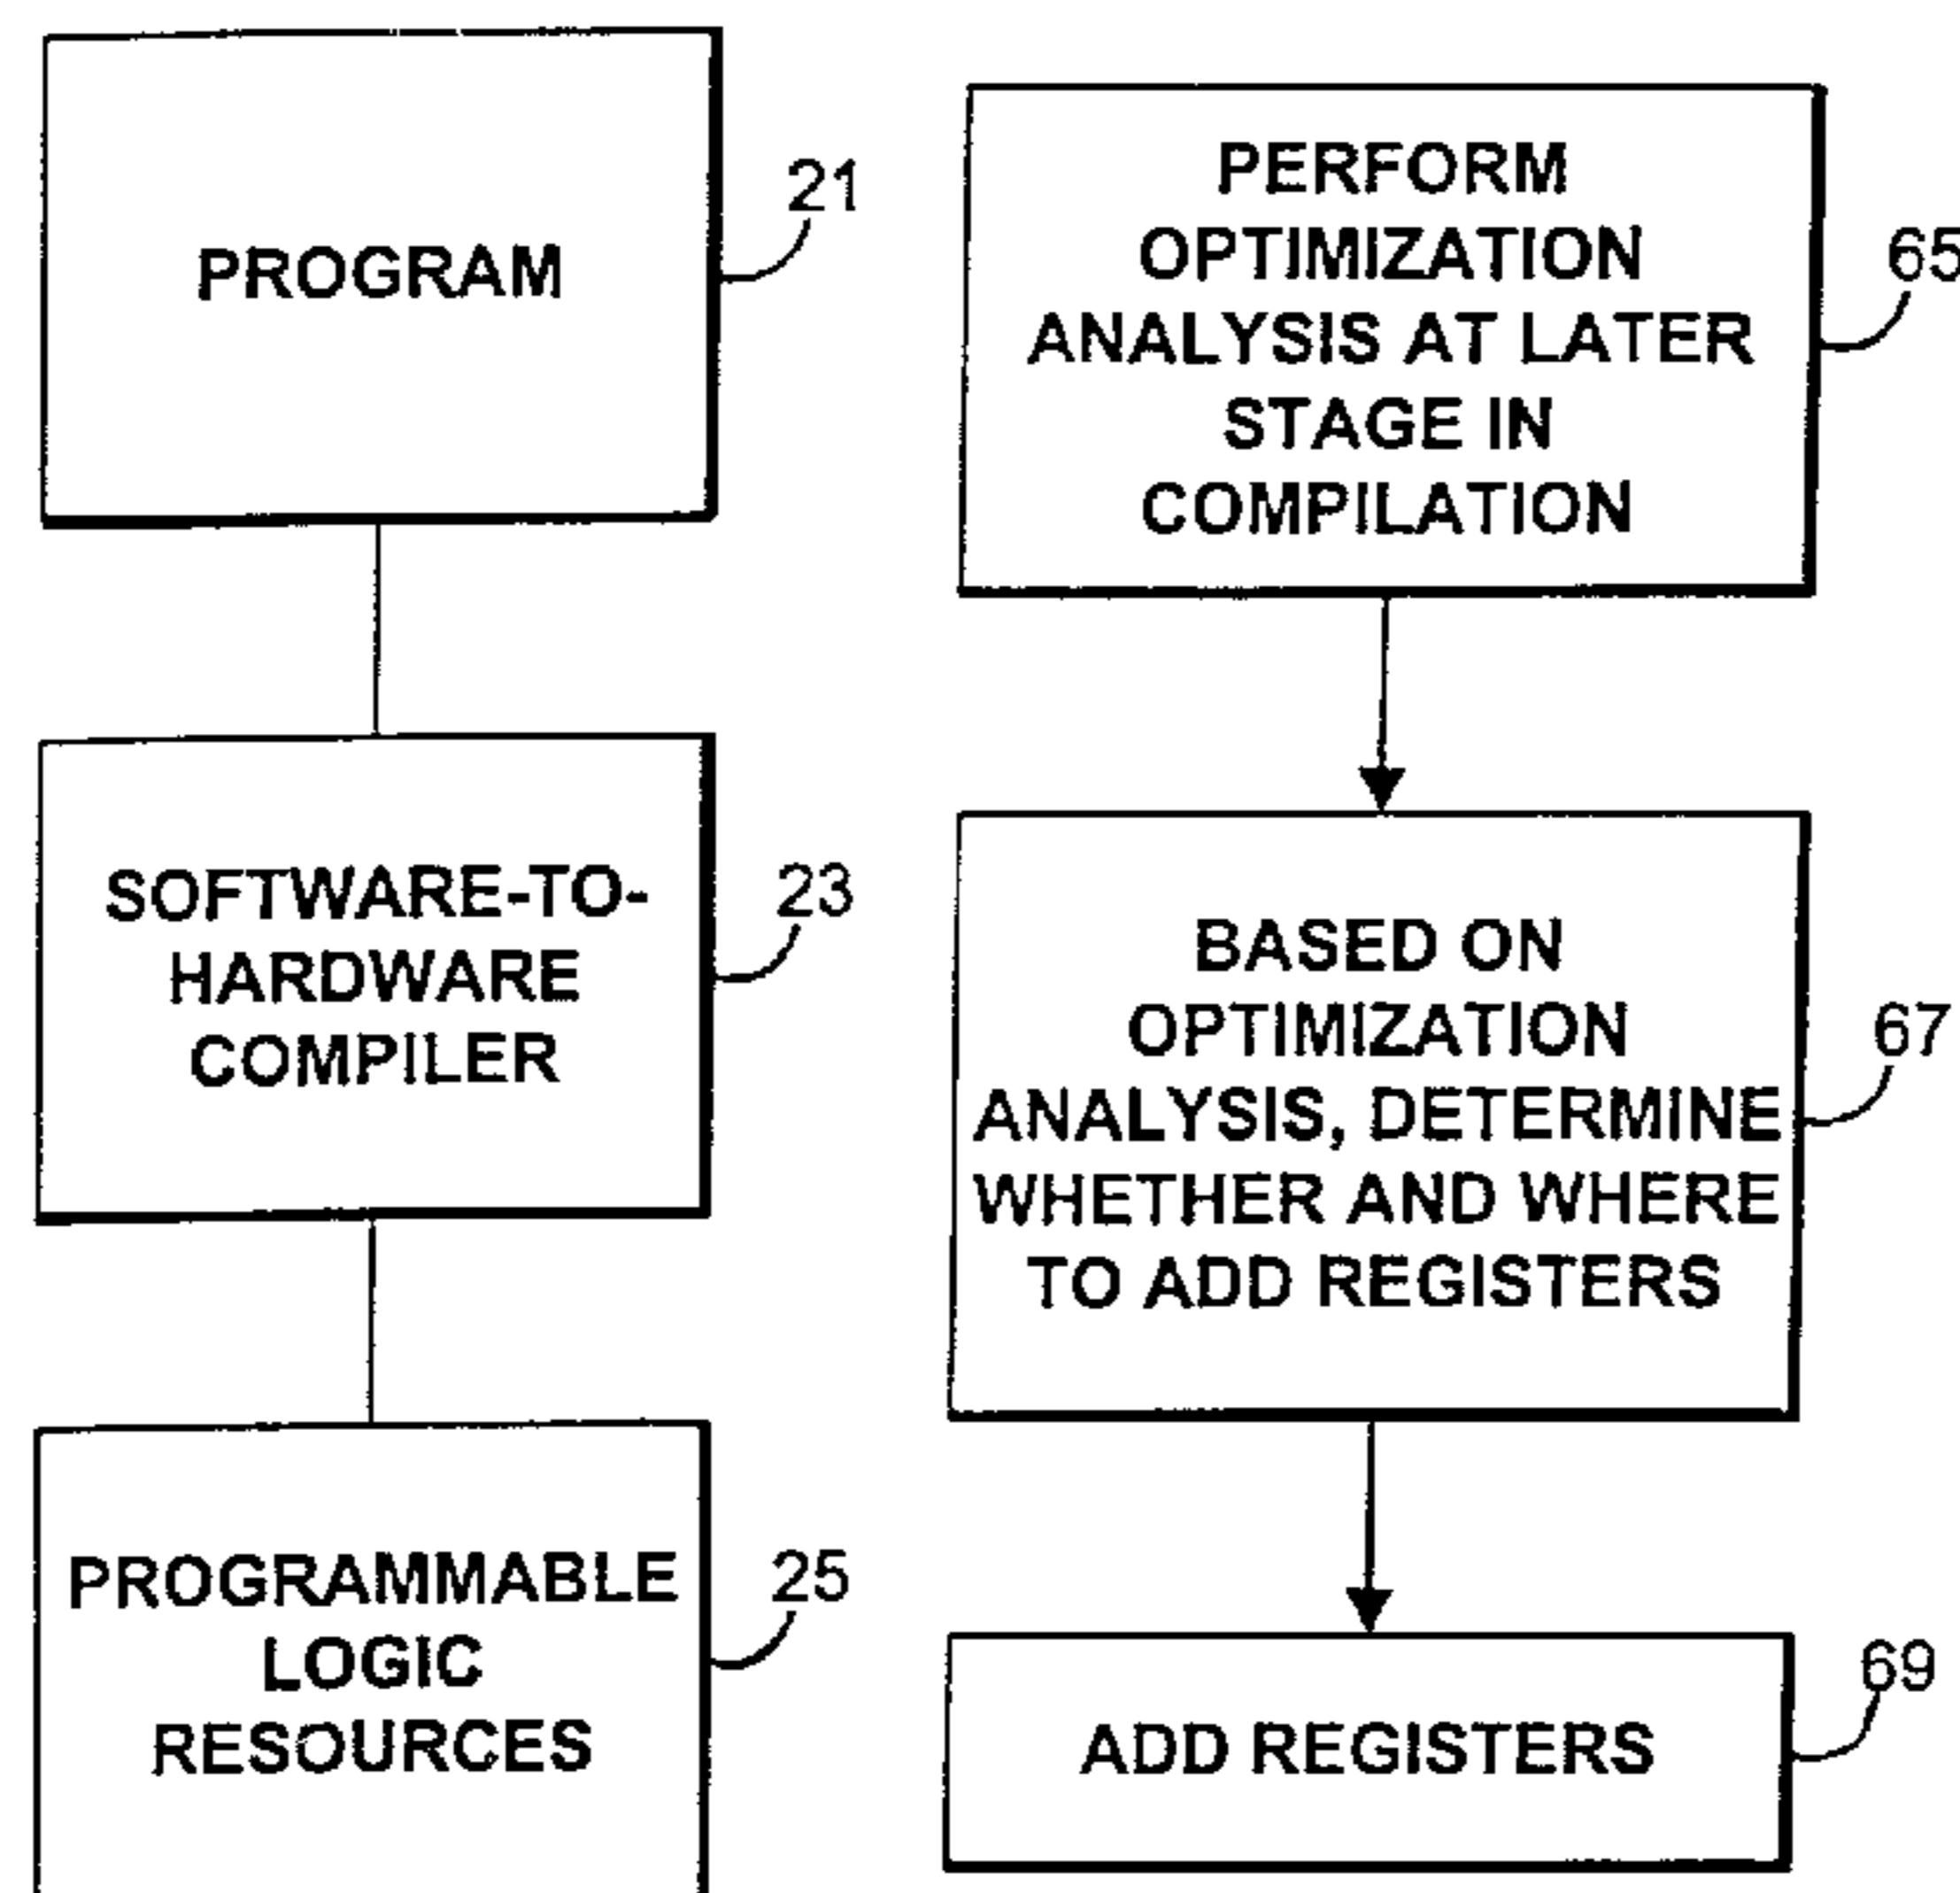 PROGRAM
21
SOFTWARE-TO-
HARDWARE
COMPILER
23
PROGRAMMABLE
LOGIC
RESOURCES
25
PERFORM
OPTIMIZATION
ANALYSIS AT LATER
STAGE IN
COMPILATION
65
BASED ON
OPTIMIZATION
ANALYSIS, DETERMINE
WHETHER AND WHERE
TO ADD REGISTERS
67
ADD REGISTERS
69